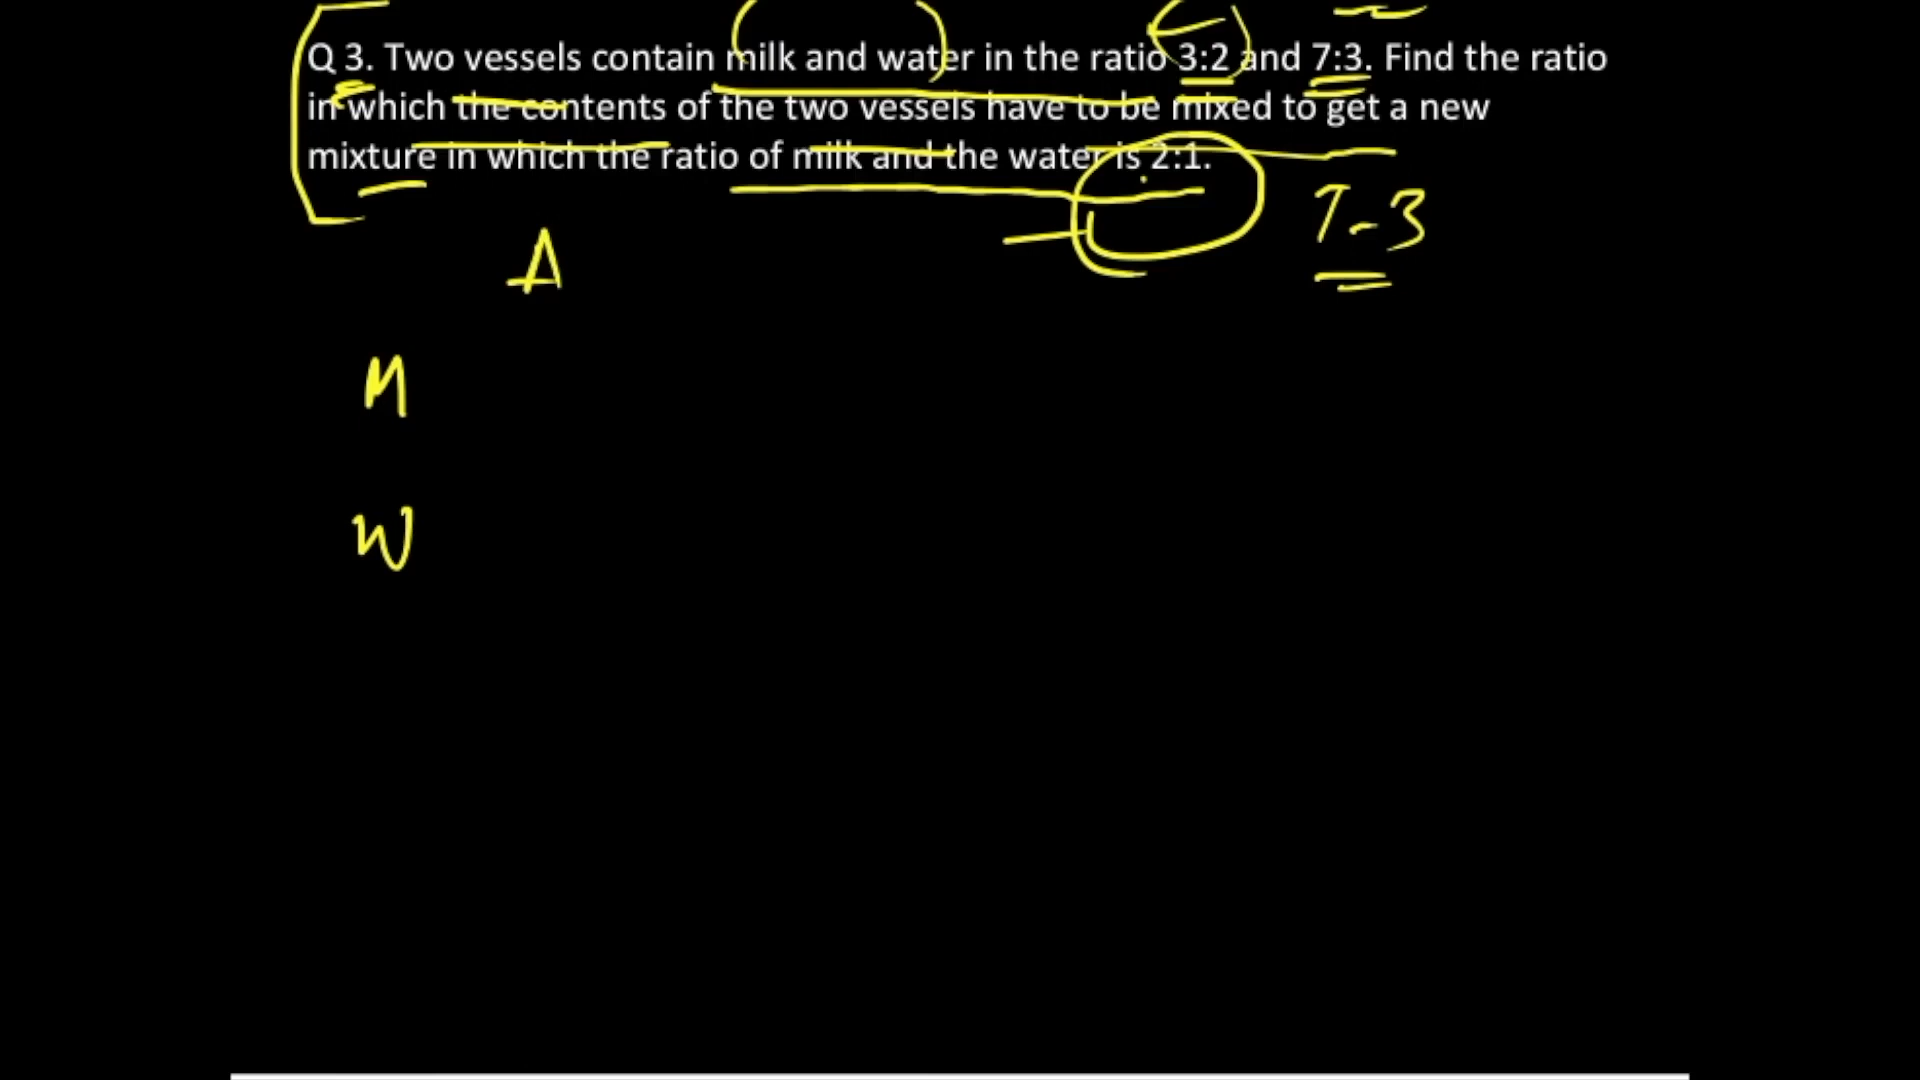 Q 3. Two vessels contain milk and water in the ratio 3:2 and 7:3. Find the ratio
in which the contents of the two vessels have to be mixed to get a new
mixture in which the ratio of milk and the water is 2:1.
7-3
A
M
W